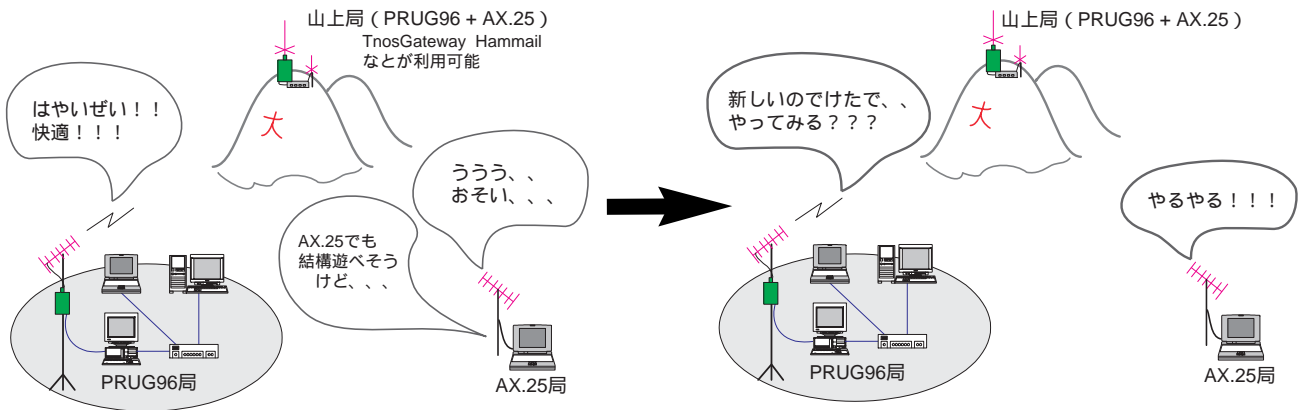 山上局（PRUG96 + AX.25）
TnosGateway Hammail
なとが利用可能
はやいぜい！！
快適！！！
大
ううう、、
おそい、、、
AX.25でも
結構遊べそう
けど、、、
PRUG96局
AX.25局
山上局（PRUG96 + AX.25）
新しいのでけたで、、
やってみる？？？
大
やるやる！！！
PRUG96局
AX.25局